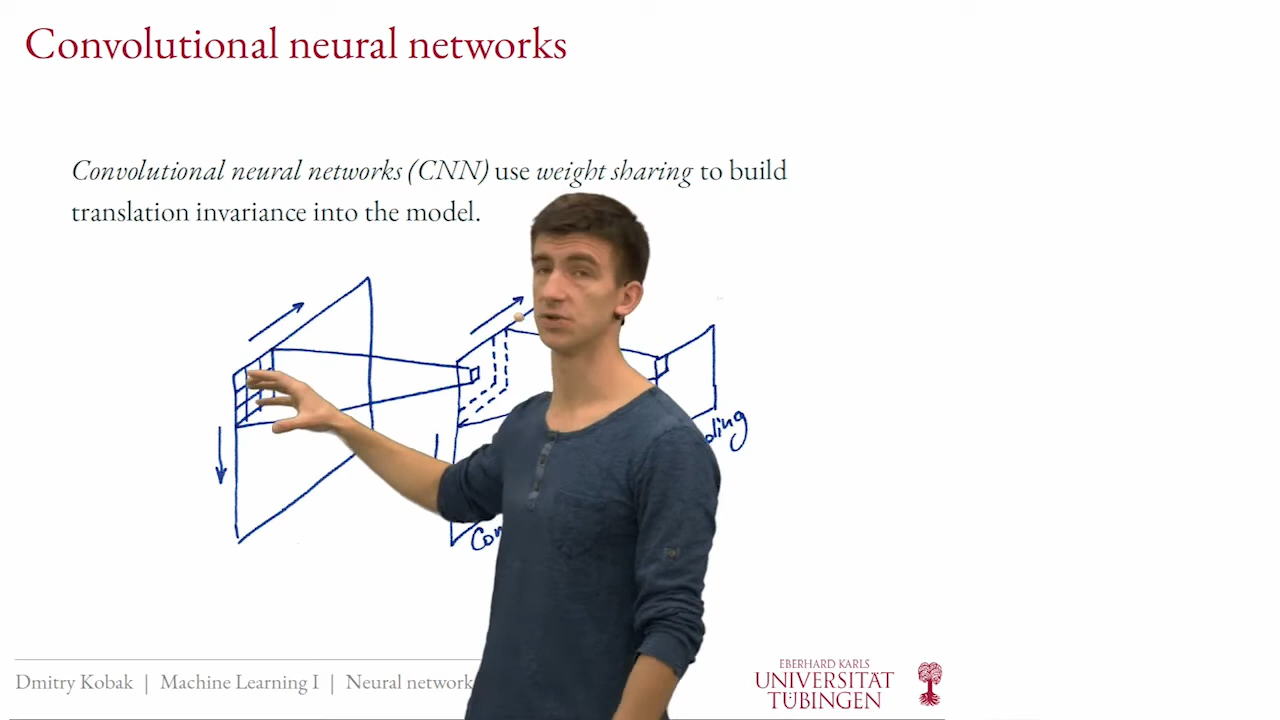 Convolutional neural networks
Convolutional neural networks (CNN) use weight sharing to build
translation invariance into the model.
Dmitry Kobak | Machine Learning I | Neural network
EBERHARD KARLS
UNIVERSITÄT
TÜBINGEN